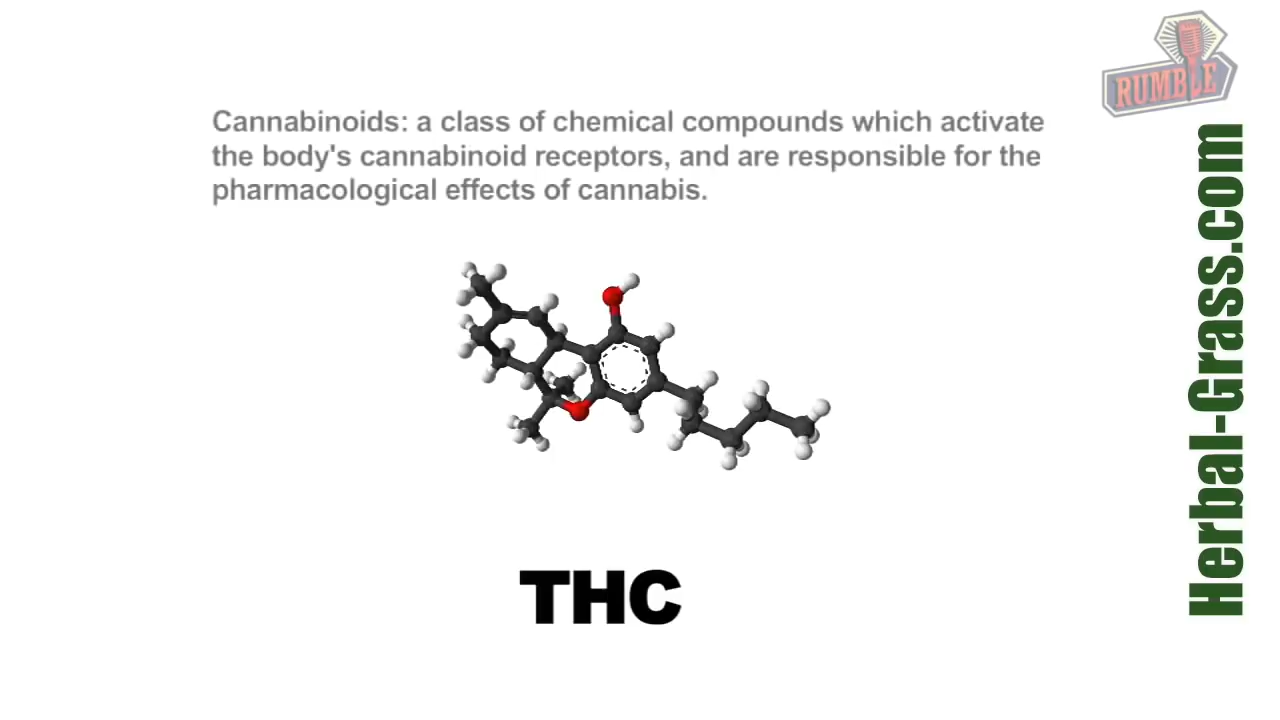 RUMBLE
Cannabinoids: a class of chemical compounds which activate
the body's cannabinoid receptors, and are responsible for the
pharmacological effects of cannabis.
THC
Herbal-Grass.com